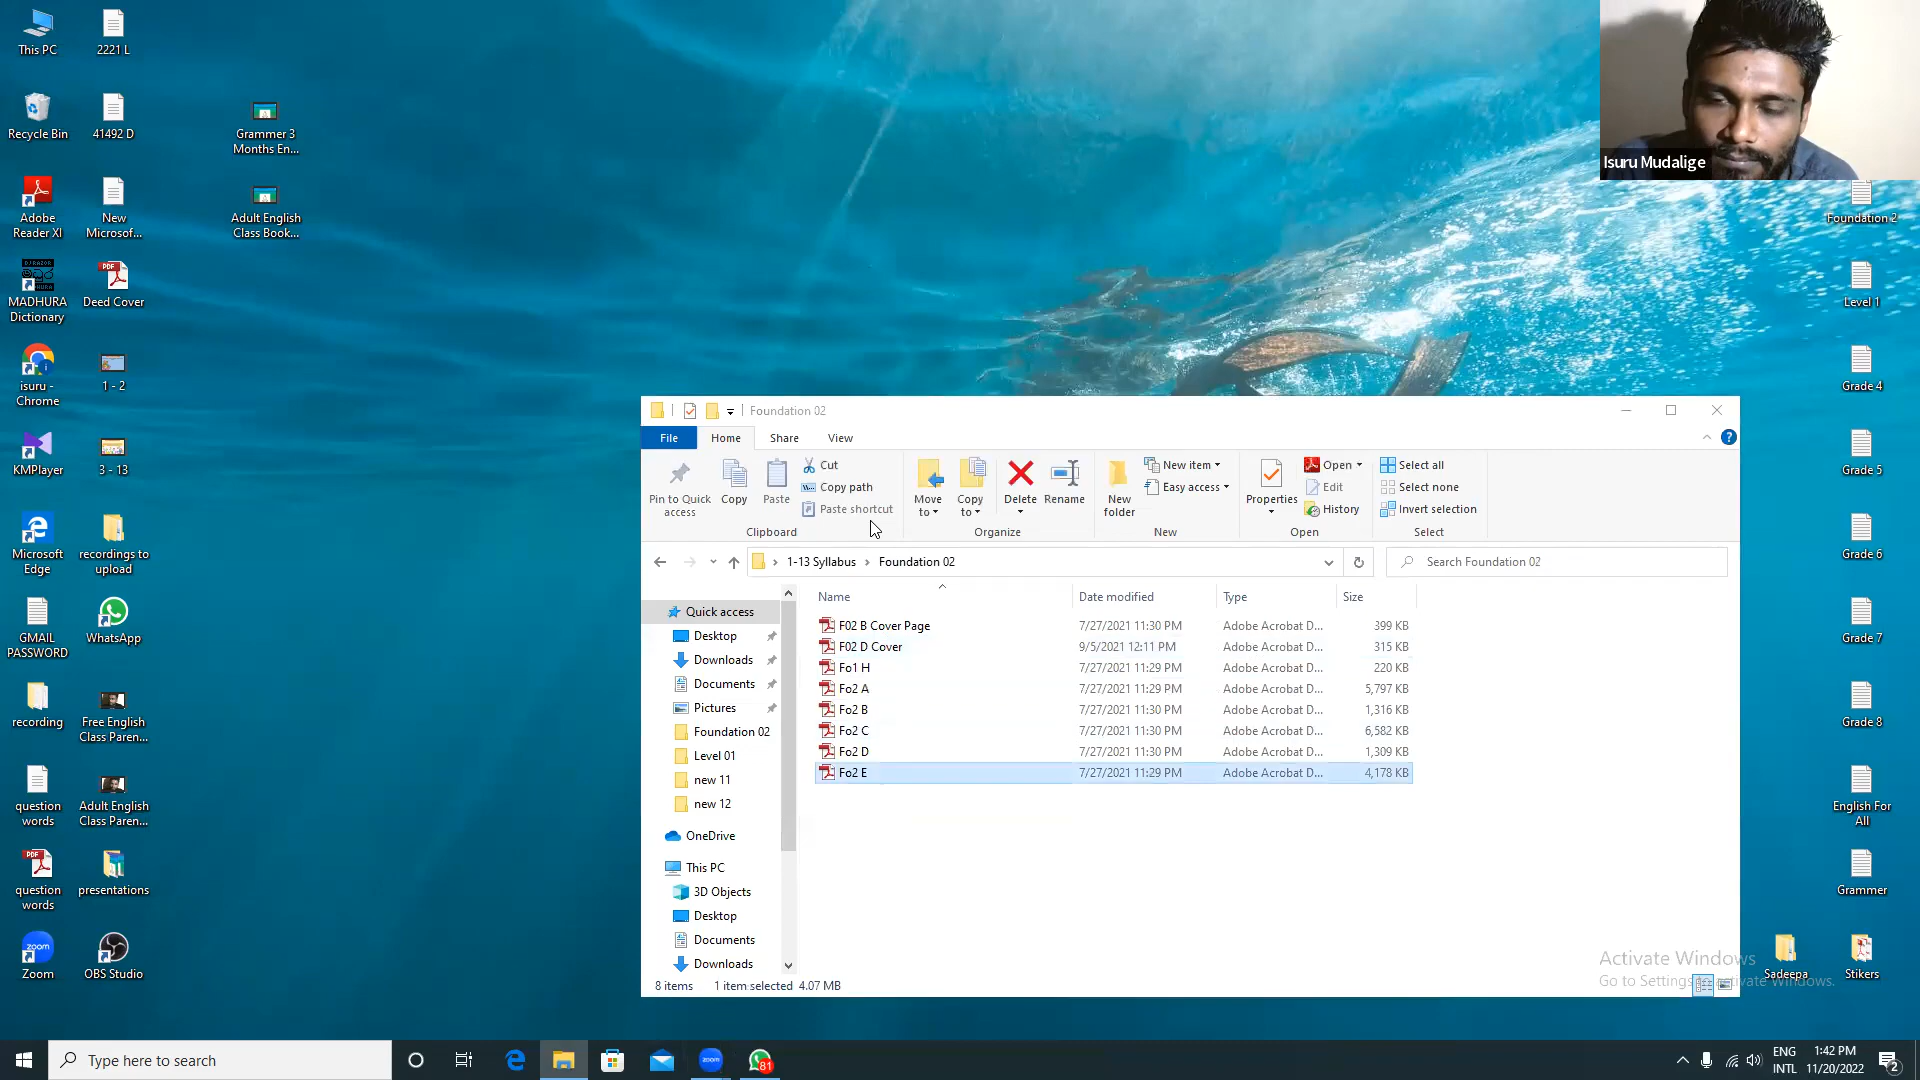 This PC
2221 L
Recycle Bin
41492 D
Grammer 3
Months En...
Adobe
Reader XI
New
Microsof...
Adult English
Class Book...
MADHURA
Dictionary
PDF
Deed Cover
isuru -
Chrome
1 - 2
KMPlayer
3 - 13
Microsoft
Edge
recordings to
upload
GMAIL
PASSWORD
WhatsApp
recording
Free English
Class Paren...
question
words
Adult English
Class Paren...
PDF
question
words
presentations
zoom
Zoom
OBS Studio
Isuru Mudalige
Foundation 2
Level 1
Grade 4
Grade 5
Grade 6
Grade 7
Grade 8
English For
All
Grammer
Sadeepa
Stikers
Foundation 02
File Home Share View
Pin to Quick
access
Copy
Paste
Cut
Copy path
Paste shortcut
Clipboard
Move
to
Copy
to
Delete
Rename
Organize
New
folder
New item
Easy access
New
Properties
Open
Edit
History
Open
Select all
Select none
Invert selection
Select
1-13 Syllabus Foundation 02
Search Foundation 02
Name Date modified Type Size
F02 B Cover Page 7/27/2021 11:30 PM Adobe Acrobat D... 399 KB
F02 D Cover 9/5/2021 12:11 PM Adobe Acrobat D... 315 KB
Fo1 H 7/27/2021 11:29 PM Adobe Acrobat D... 220 KB
Fo2 A 7/27/2021 11:29 PM Adobe Acrobat D... 5,797 KB
Fo2 B 7/27/2021 11:30 PM Adobe Acrobat D... 1,316 KB
Fo2 C 7/27/2021 11:30 PM Adobe Acrobat D... 6,582 KB
Fo2 D 7/27/2021 11:30 PM Adobe Acrobat D... 1,309 KB
Fo2 E 7/27/2021 11:29 PM Adobe Acrobat D... 4,178 KB
Quick access
Desktop
Downloads
Documents
Pictures
Foundation 02
Level 01
new 11
new 12
OneDrive
This PC
3D Objects
Desktop
Documents
Downloads
8 items 1 item selected 4.07 MB
Activate Windows
Go to Settings to activate Windows.
Type here to search
zoom
81
ENG
INTL
1:42 PM
11/20/2022
2